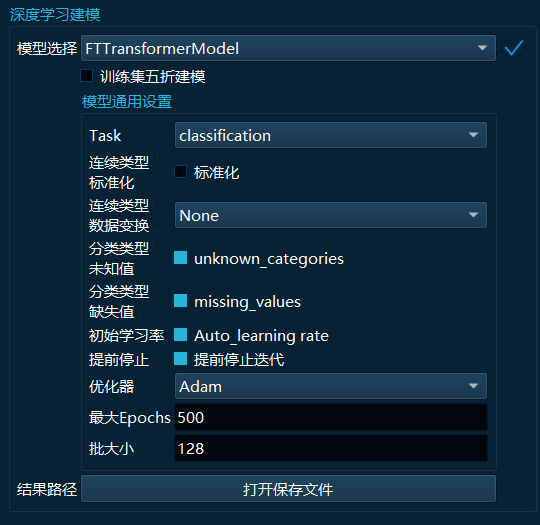 深度学习建模
模型选择 FTTransformerModel
训练集五折建模
模型通用设置
Task classification
连续类型
标准化 标准化
连续类型
数据变换 None
分类类型
未知值 unknown_categories
分类类型
缺失值 missing_values
初始学习率 Auto_learning rate
提前停止 提前停止迭代
优化器 Adam
最大Epochs 500
批大小 128
结果路径 打开保存文件